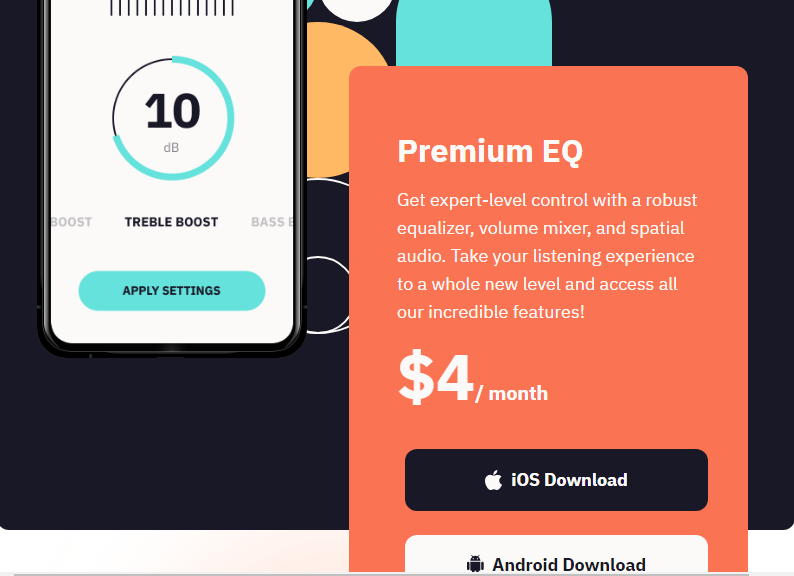 10
dB
BOOST
TREBLE BOOST
BASS
APPLY SETTINGS
Premium EQ
Get expert-level control with a robust
equalizer, volume mixer, and spatial
audio. Take your listening experience
to a whole new level and access all
our incredible features!
$4/ month
iOS Download
Android Download